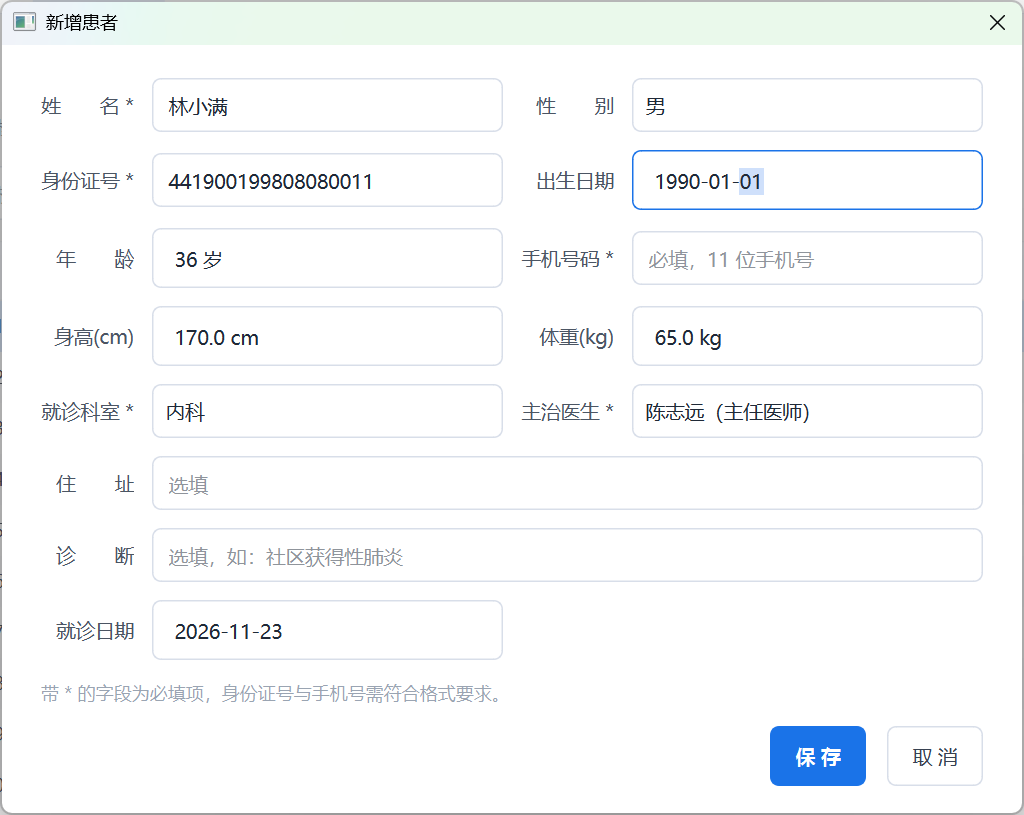 新增患者
姓 名 * 林小满 性 别 男
身份证号 * 441900199808080011 出生日期 1990-01-01
年 龄 36 岁 手机号码 * 必填，11 位手机号
身高(cm) 170.0 cm 体重(kg) 65.0 kg
就诊科室 * 内科 主治医生 * 陈志远（主任医师）
住 址 选填
诊 断 选填，如：社区获得性肺炎
就诊日期 2026-11-23
带 * 的字段为必填项，身份证号与手机号需符合格式要求。
保存 取消